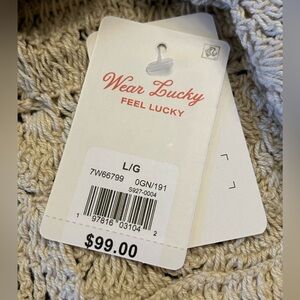 Wear Lucky
FEEL LUCKY
L/G
7W66799 0GN/191
S927-0004
1 97816 03104 2
$99.00